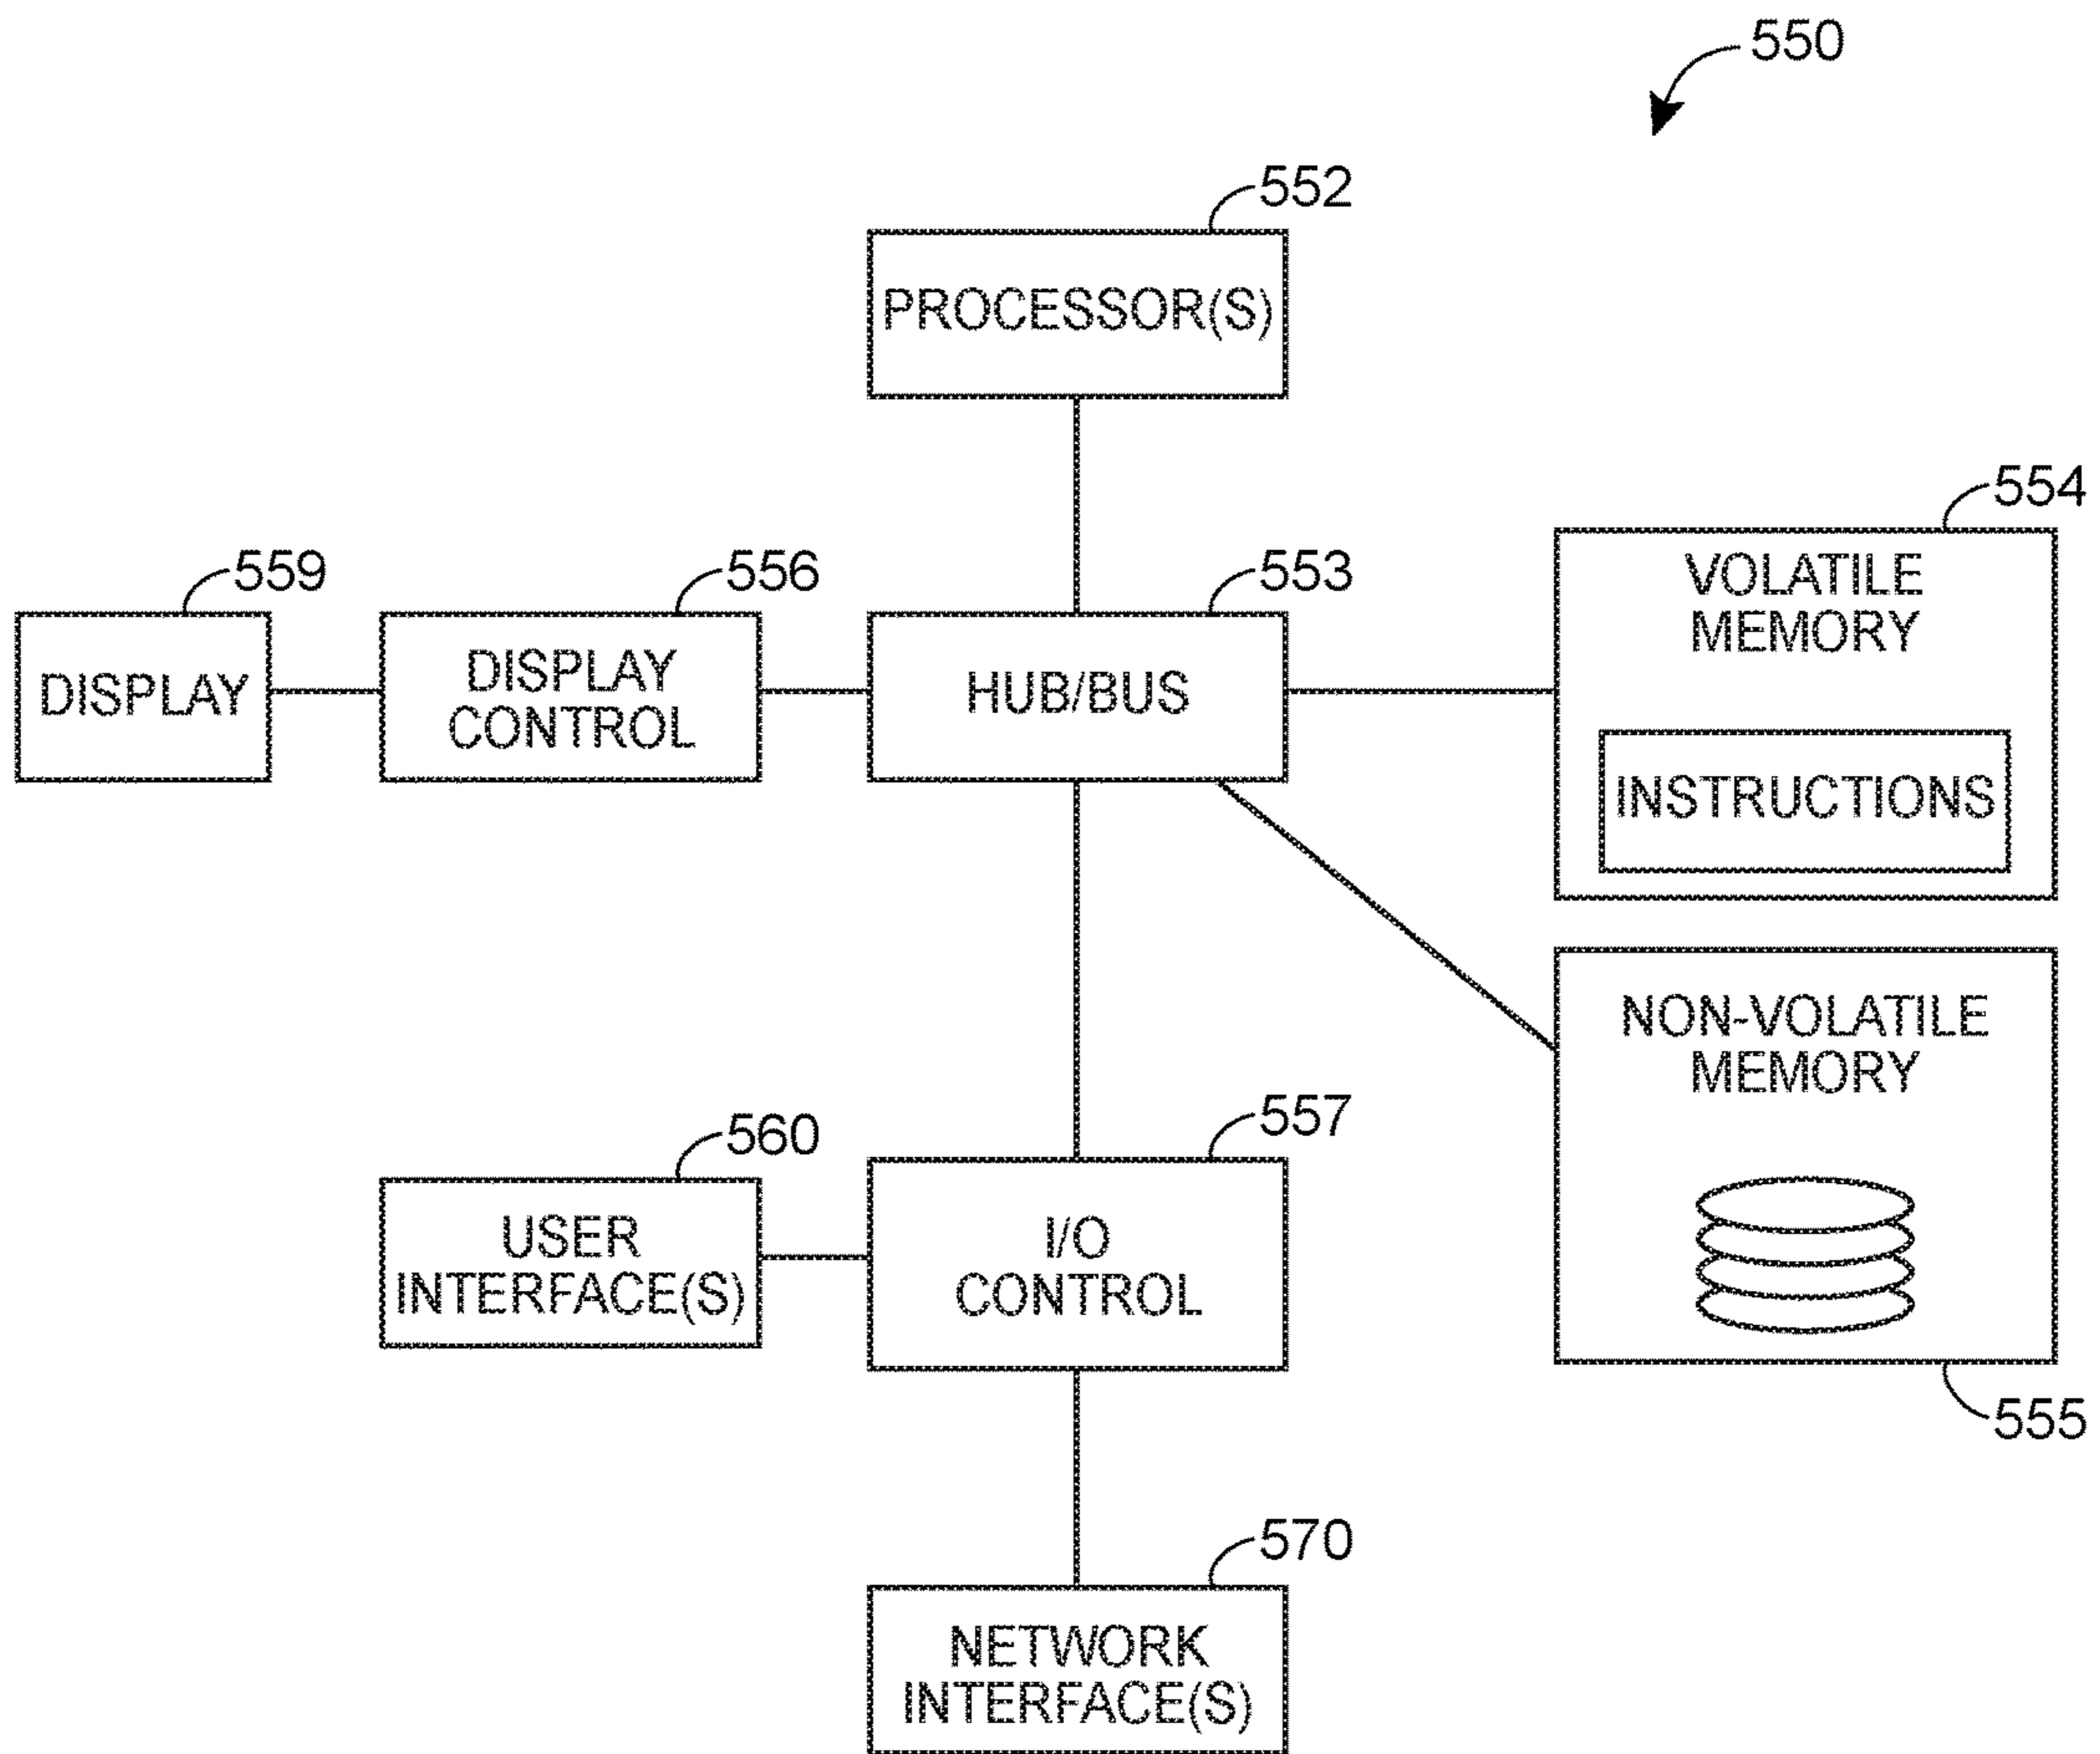 550
552
PROCESSOR(S)
554
VOLATILE
MEMORY
INSTRUCTIONS
559
DISPLAY
556
DISPLAY
CONTROL
553
HUB/BUS
NON-VOLATILE
MEMORY
555
560
USER
INTERFACE(S)
557
I/O
CONTROL
570
NETWORK
INTERFACE(S)